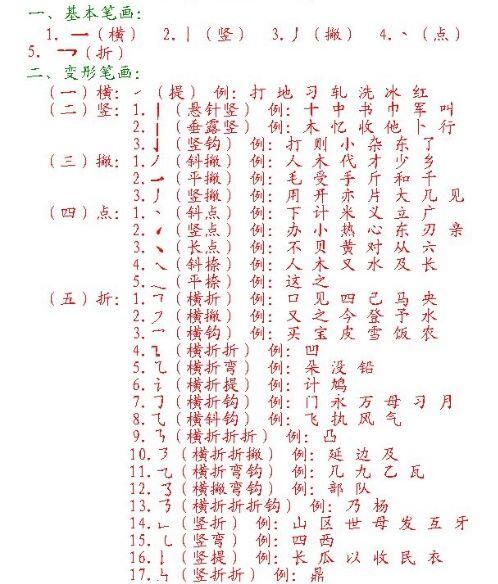 一、基本笔画：
1. ㇐（横） 2.丨（竖） 3.丿（撇） 4.丶（点）
5. ㇕（折）
二、变形笔画：
（一）横：㇀（提） 例：打 地 习 轧 洗 冰 红
（二）竖：1.丨（悬针竖） 例：十 中 书 巾 军 叫
2.丨（垂露竖） 例：木 忆 收 他 卜 行
3.亅（竖钩） 例：打 则 小 杂 东 了
（三）撇：1.丿（斜撇） 例：人 木 代 才 少 乡
2.㇒（平撇） 例：毛 受 手 斤 和 千
3.㇓（竖撇） 例：用 开 亦 片 大 几 见
（四）点：1.丶（斜点） 例：下 计 米 义 立 广
2.㇔（竖点） 例：办 小 热 心 东 刃 亲
3.㇔（长点） 例：不 贝 黄 对 从 六
4.㇏（斜捺） 例：人 木 又 水 及 长
5.㇏（平捺） 例：这 之
（五）折：1.㇕（横折） 例：口 见 四 己 马 央
2.㇇（横撇） 例：又 之 今 登 予 水
3.㇖（横钩） 例：买 宝 皮 雪 饭 农
4.㇅（横折折） 例：凹
5.㇍（横折弯） 例：朵 没 铅
6.㇊（横折提） 例：计 鸠
7.㇆（横折钩） 例：门 永 万 母 习 月
8.⺄（横斜钩） 例：飞 执 风 气
9.㇎（横折折折） 例：凸
10.㇋（横折折撇） 例：延 边 及
11.㇈（横折弯钩） 例：几 九 乙 瓦
12.㇌（横撇弯钩） 例：部 队
13.㇡（横折折折钩） 例：乃 杨
14.㇗（竖折） 例：山 区 世 母 发 互 牙
15.㇄（竖弯） 例：四 西
16.㇙（竖提） 例：长 瓜 以 收 民 衣
17.㇞（竖折折） 例：鼎